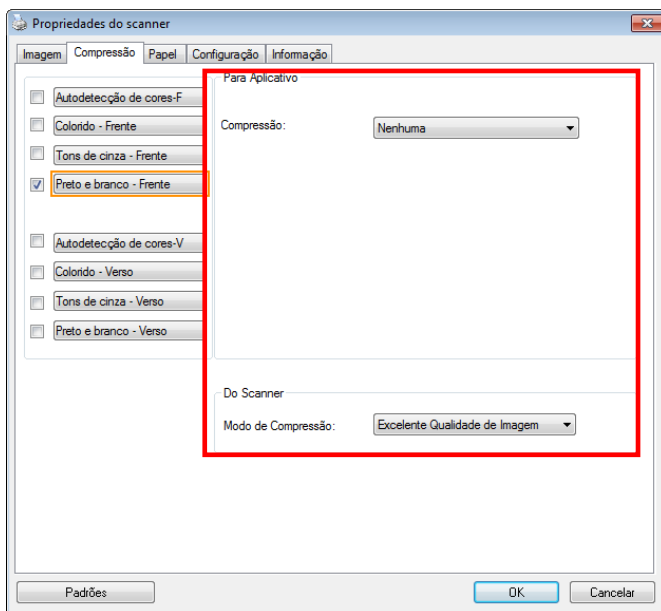 Propriedades do scanner
Imagem Compressão Papel Configuração Informação
Autodetecção de cores-F
Colorido - Frente
Tons de cinza - Frente
Preto e branco - Frente
Autodetecção de cores-V
Colorido - Verso
Tons de cinza - Verso
Preto e branco - Verso
Para Aplicativo
Compressão: Nenhuma
Do Scanner
Modo de Compressão: Excelente Qualidade de Imagem
Padrões OK Cancelar